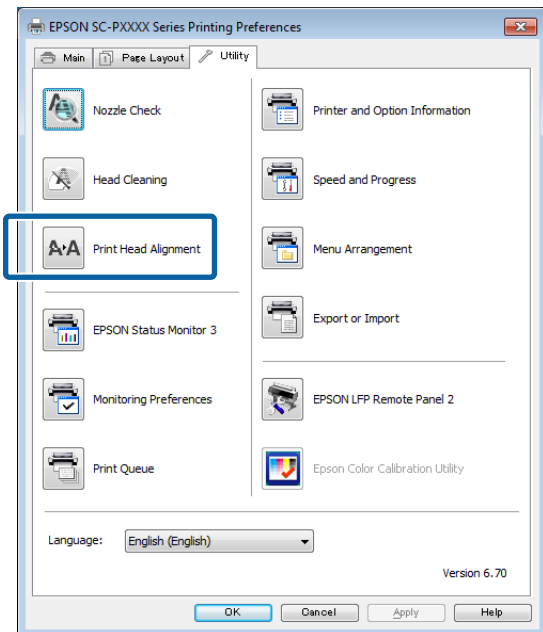 EPSON SC-PXXXX Series Printing Preferences
Main
Page Layout
Utility
Nozzle Check
Printer and Option Information
Head Cleaning
Speed and Progress
A A
Print Head Alignment
Menu Arrangement
EPSON Status Monitor 3
Export or Import
Monitoring Preferences
EPSON LFP Remote Panel 2
Print Queue
Epson Color Calibration Utility
Language:
English (English)
Version 6.70
OK
Cancel
Apply
Help